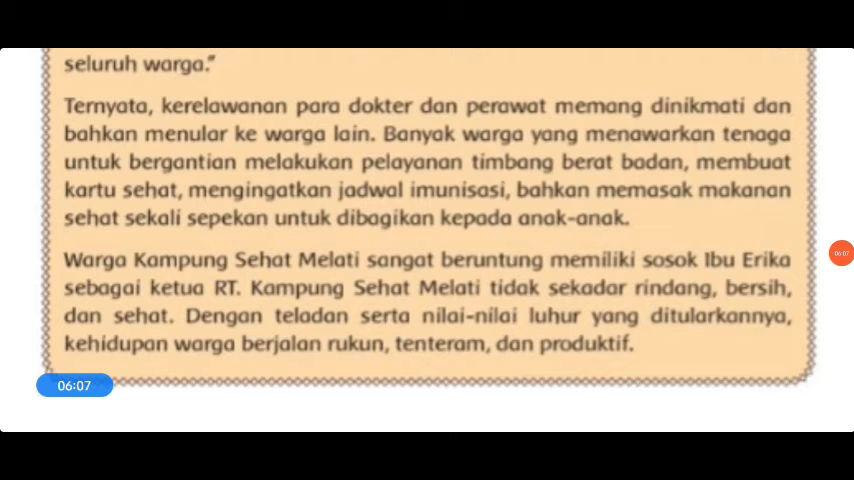 seluruh warga."
Ternyata, kerelawanan para dokter dan perawat memang dinikmati dan
bahkan menular ke warga lain. Banyak warga yang menawarkan tenaga
untuk bergantian melakukan pelayanan timbang berat badan, membuat
kartu sehat, mengingatkan jadwal imunisasi, bahkan memasak makanan
sehat sekali sepekan untuk dibagikan kepada anak-anak.
Warga Kampung Sehat Melati sangat beruntung memiliki sosok Ibu Erika
sebagai ketua RT. Kampung Sehat Melati tidak sekadar rindang, bersih,
dan sehat. Dengan teladan serta nilai-nilai luhur yang ditularkannya,
kehidupan warga berjalan rukun, tenteram, dan produktif.
06:07
06:07